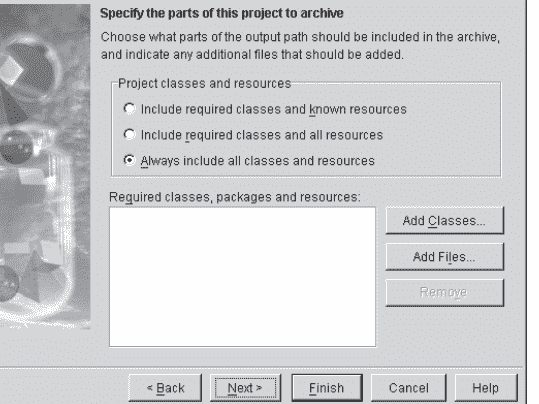 Specify the parts of this project to archive
Choose what parts of the output path should be included in the archive,
and indicate any additional files that should be added.
Project classes and resources
Include required classes and known resources
Include required classes and all resources
Always include all classes and resources
Required classes, packages and resources:
Add Classes...
Add Files...
Remove
< Back
Next >
Finish
Cancel
Help